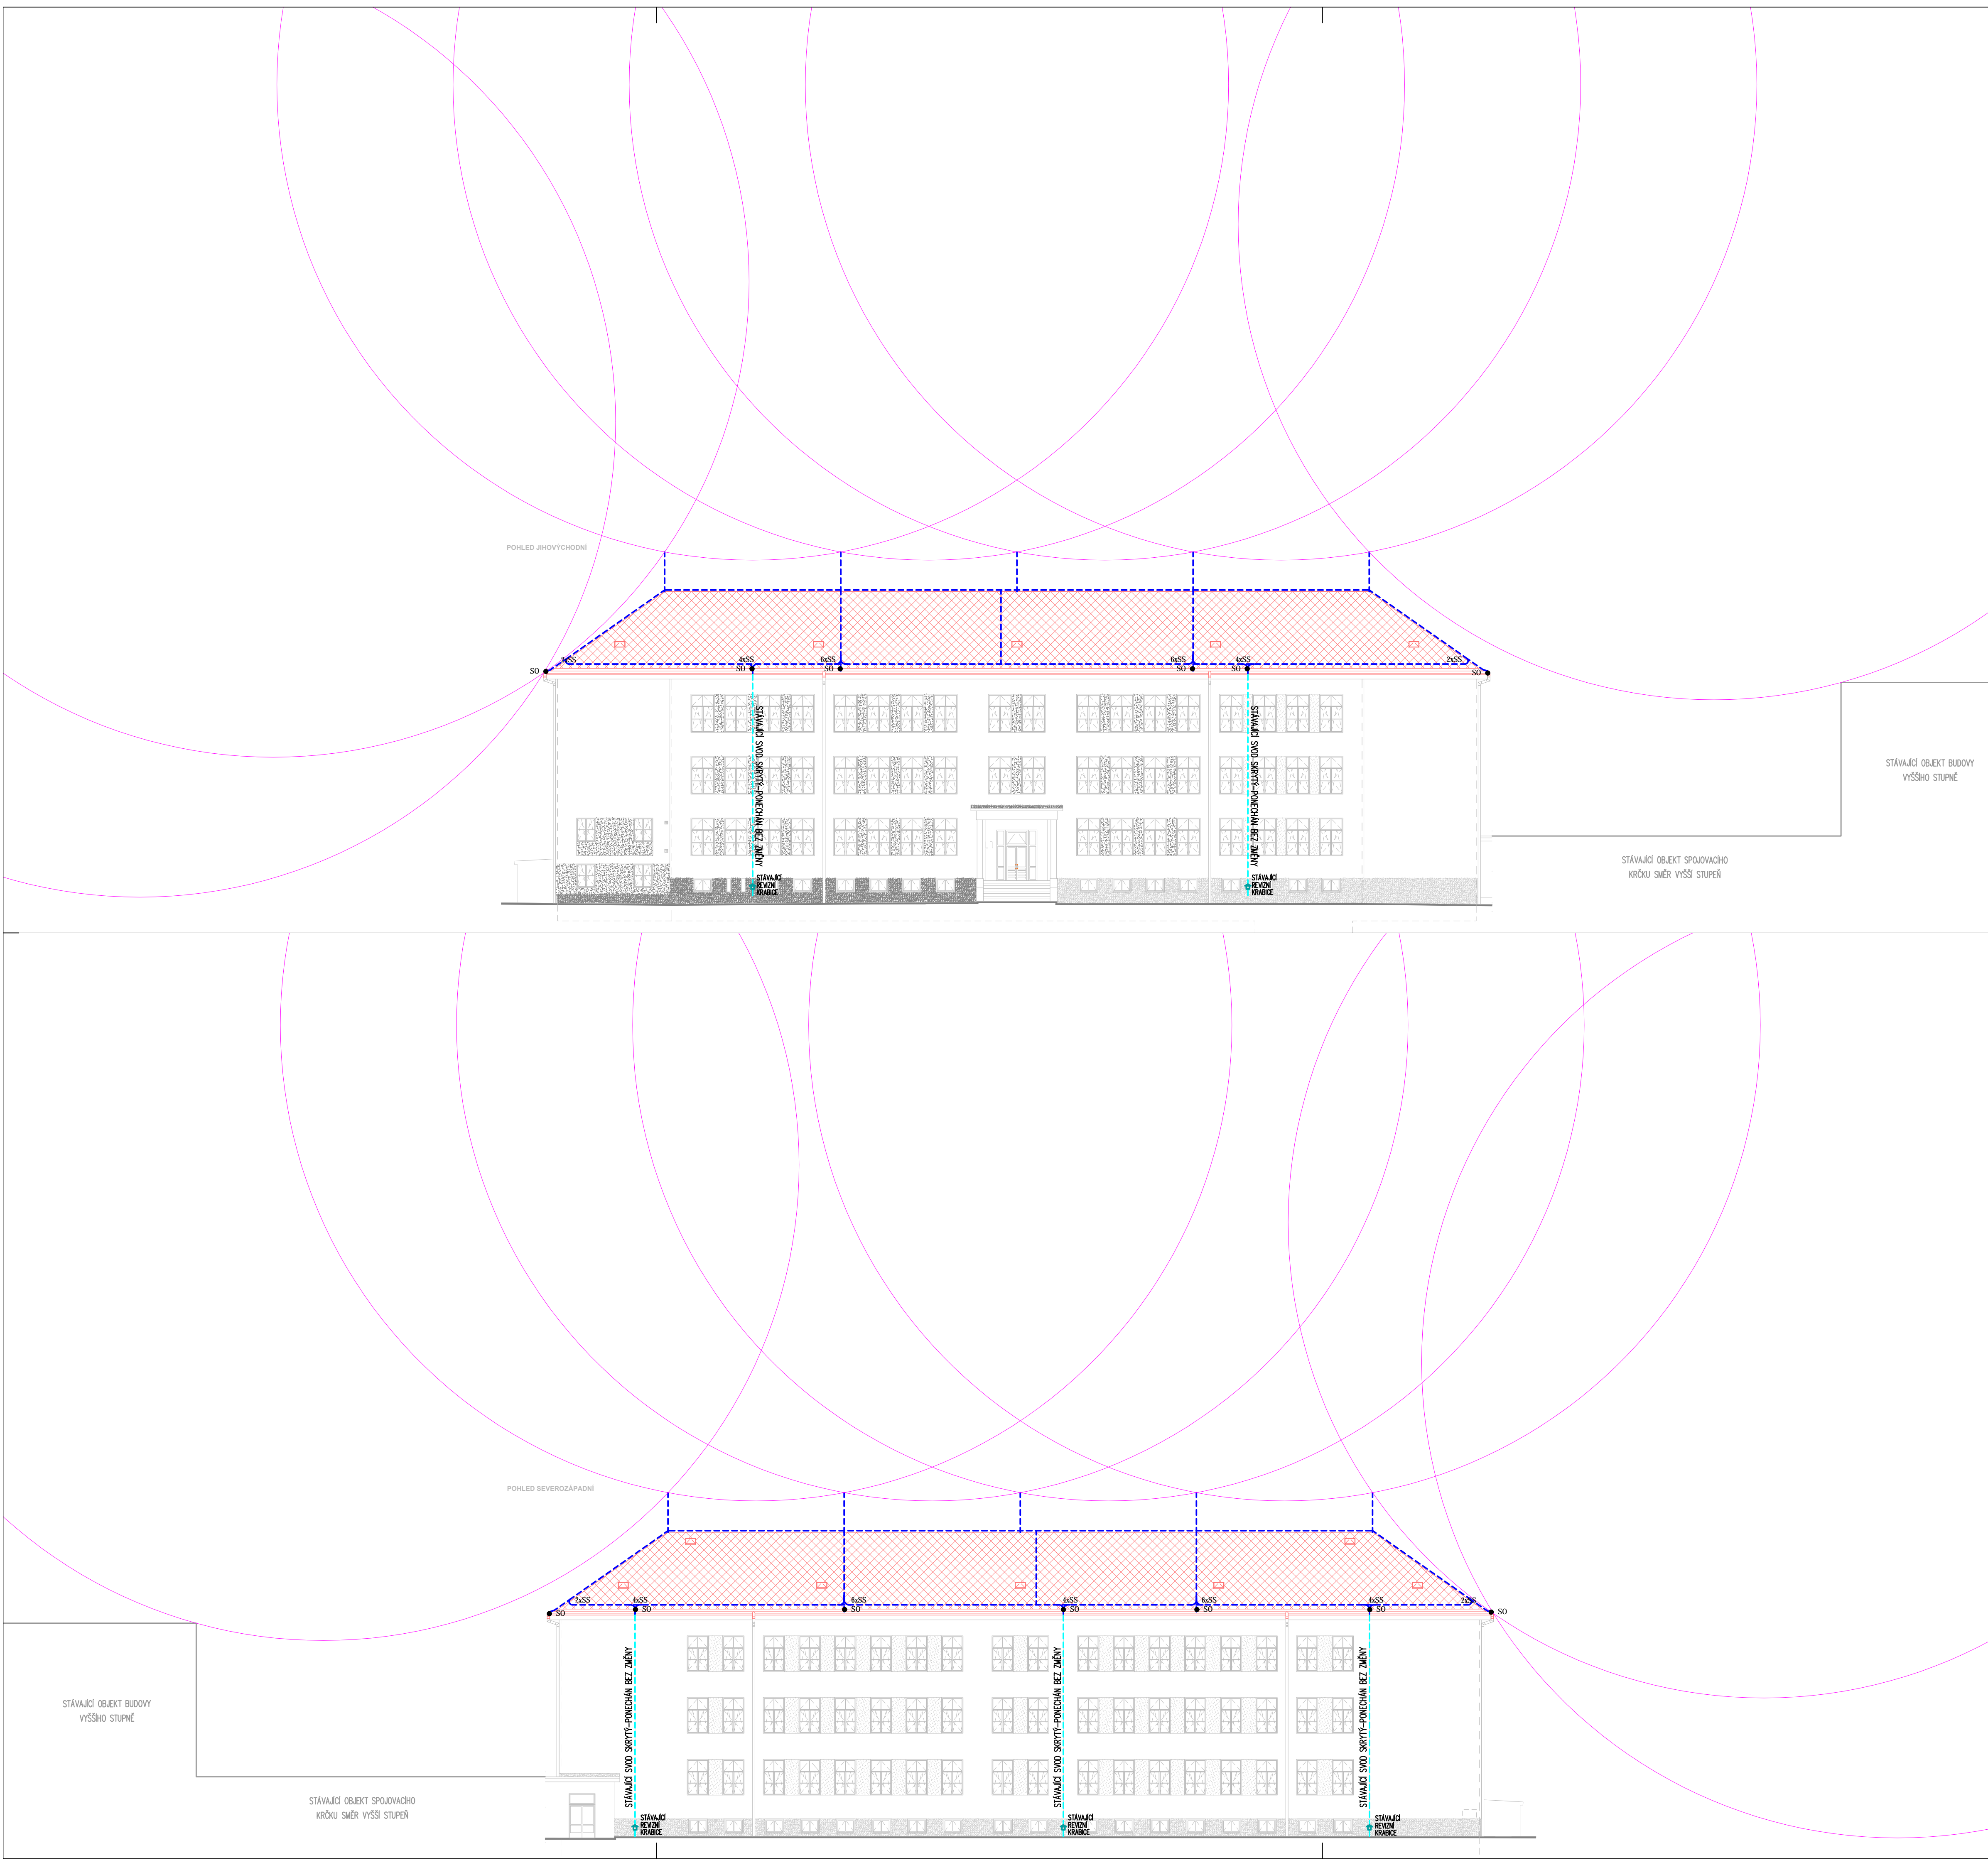 POHLED JIHOVÝCHODNÍ
SO
4xSS
SO
6xSS
SO
6xSS
SO
4xSS
SO
2xSS
SO
STÁVAJÍCÍ SVOD SKRYTÝ-PONECHÁN BEZ ZMĚNY
STÁVAJÍCÍ
REVIZNÍ
KRABICE
STÁVAJÍCÍ SVOD SKRYTÝ-PONECHÁN BEZ ZMĚNY
STÁVAJÍCÍ
REVIZNÍ
KRABICE
STÁVAJÍCÍ OBJEKT BUDOVY
VYŠŠÍHO STUPNĚ
STÁVAJÍCÍ OBJEKT SPOJOVACÍHO
KRČKU SMĚR VYŠŠÍ STUPEŇ
POHLED SEVEROZÁPADNÍ
SO
2xSS
4xSS
SO
6xSS
SO
4xSS
SO
6xSS
SO
4xSS
SO
2xSS
SO
STÁVAJÍCÍ OBJEKT BUDOVY
VYŠŠÍHO STUPNĚ
STÁVAJÍCÍ OBJEKT SPOJOVACÍHO
KRČKU SMĚR VYŠŠÍ STUPEŇ
STÁVAJÍCÍ SVOD SKRYTÝ-PONECHÁN BEZ ZMĚNY
STÁVAJÍCÍ
REVIZNÍ
KRABICE
STÁVAJÍCÍ SVOD SKRYTÝ-PONECHÁN BEZ ZMĚNY
STÁVAJÍCÍ
REVIZNÍ
KRABICE
STÁVAJÍCÍ SVOD SKRYTÝ-PONECHÁN BEZ ZMĚNY
STÁVAJÍCÍ
REVIZNÍ
KRABICE